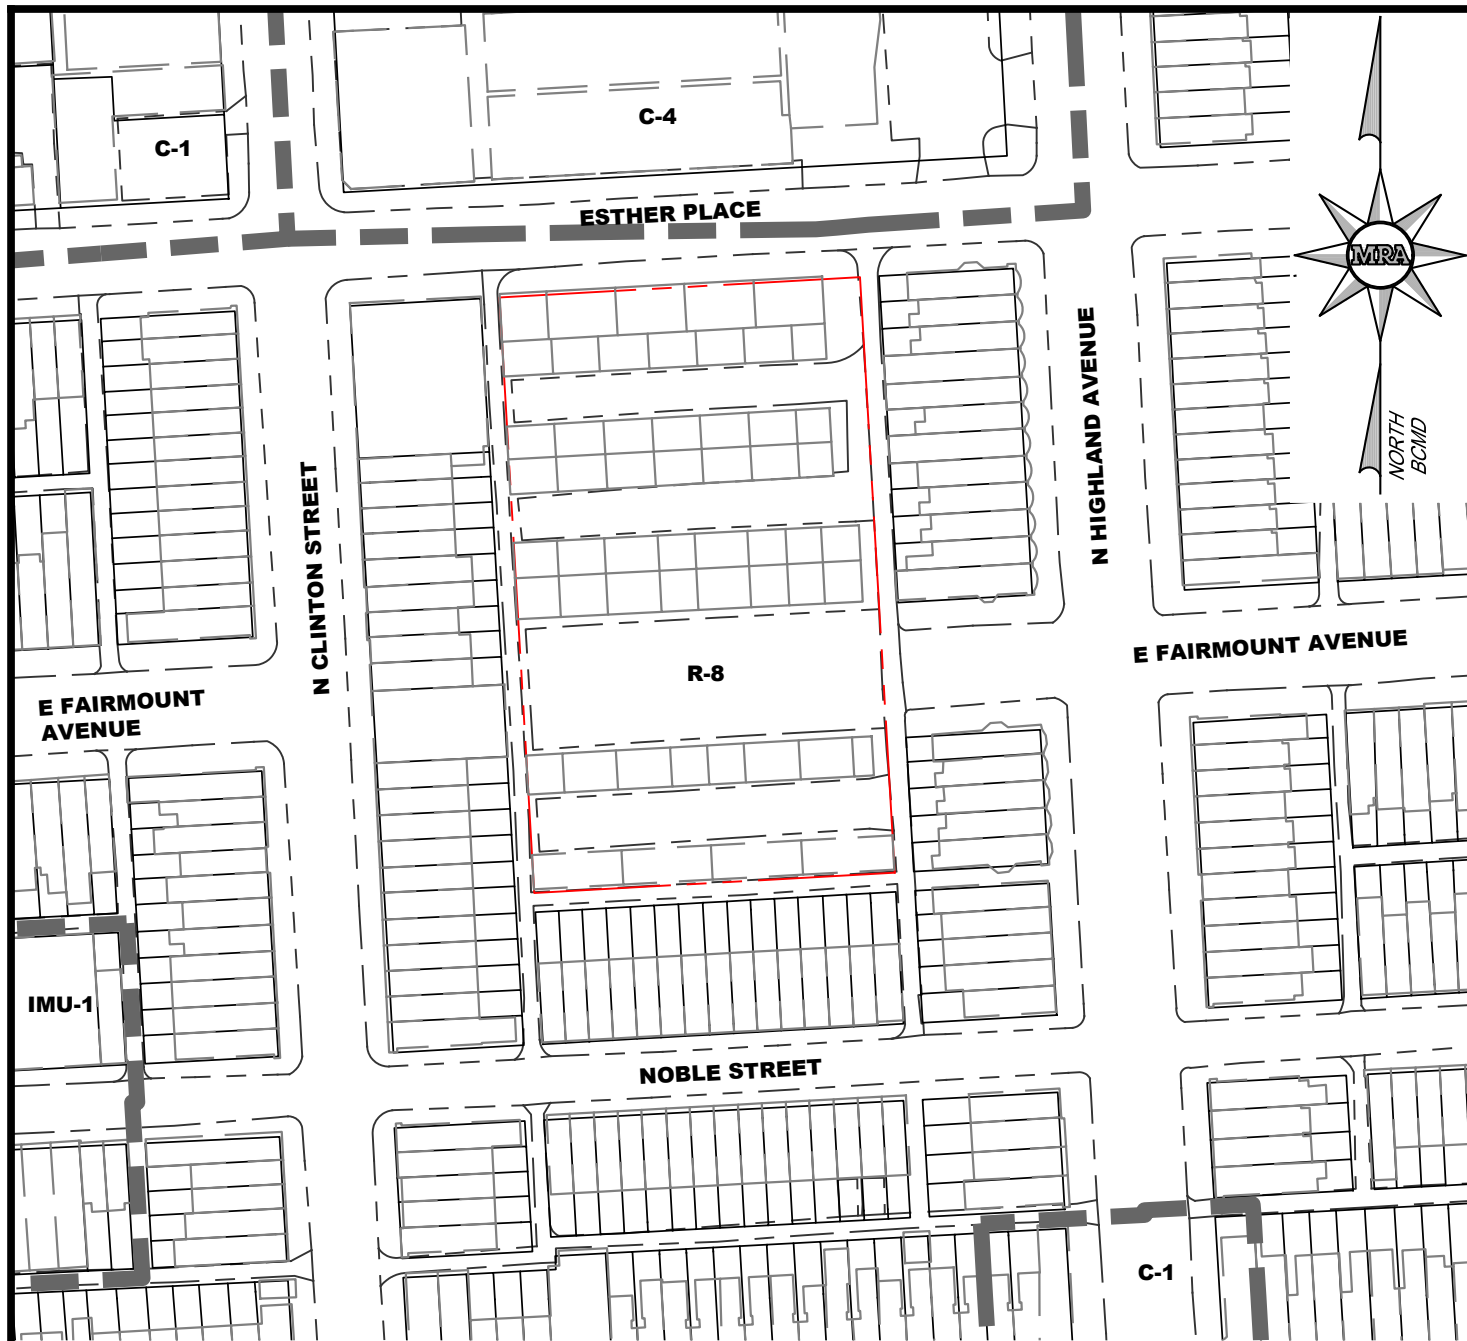 C-4
C-1
ESTHER PLACE
MRA
NORTH
BCMD
N HIGHLAND AVENUE
N CLINTON STREET
E FAIRMOUNT AVENUE
R-8
E FAIRMOUNT
AVENUE
IMU-1
NOBLE STREET
C-1